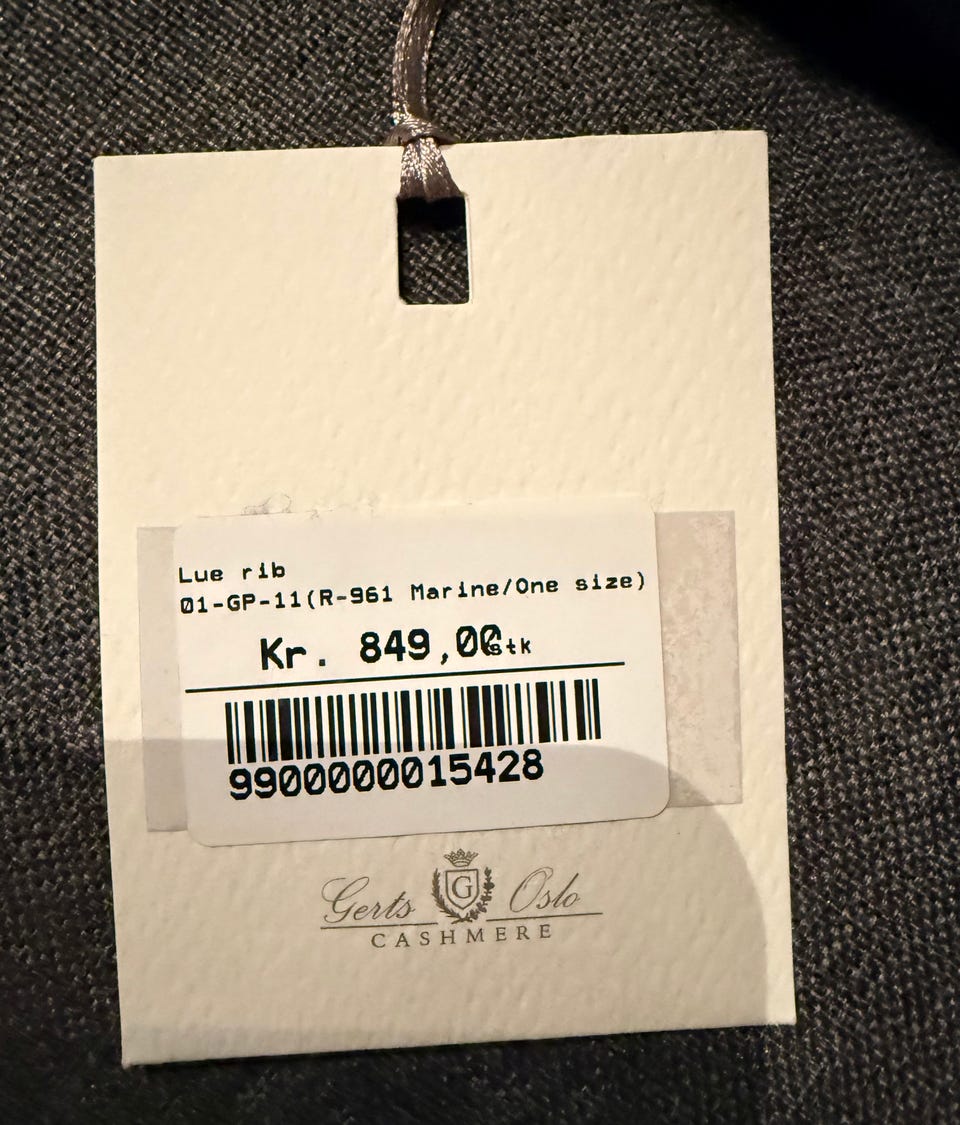 Lue rib
01-GP-11(R-961 Marine/One size)
Kr. 849,00stk
9900000015428
Gerts G Oslo
CASHMERE